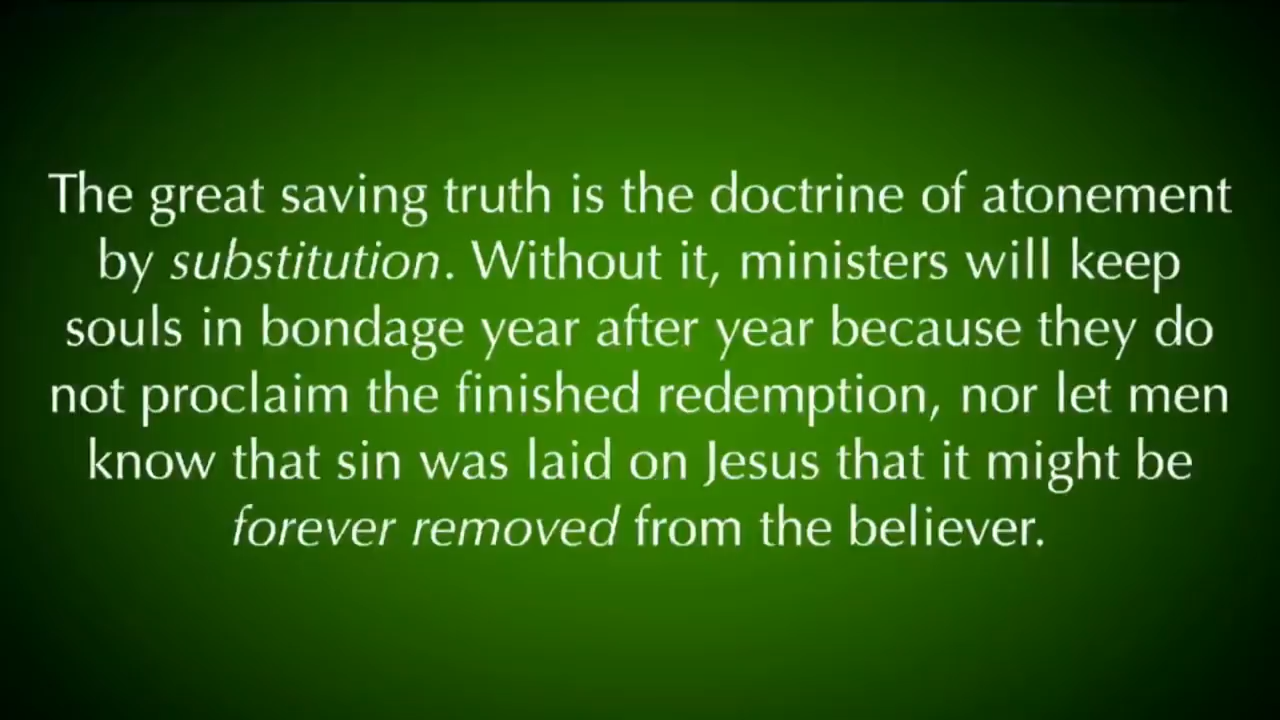 The great saving truth is the doctrine of atonement
by substitution. Without it, ministers will keep
souls in bondage year after year because they do
not proclaim the finished redemption, nor let men
know that sin was laid on Jesus that it might be
forever removed from the believer.